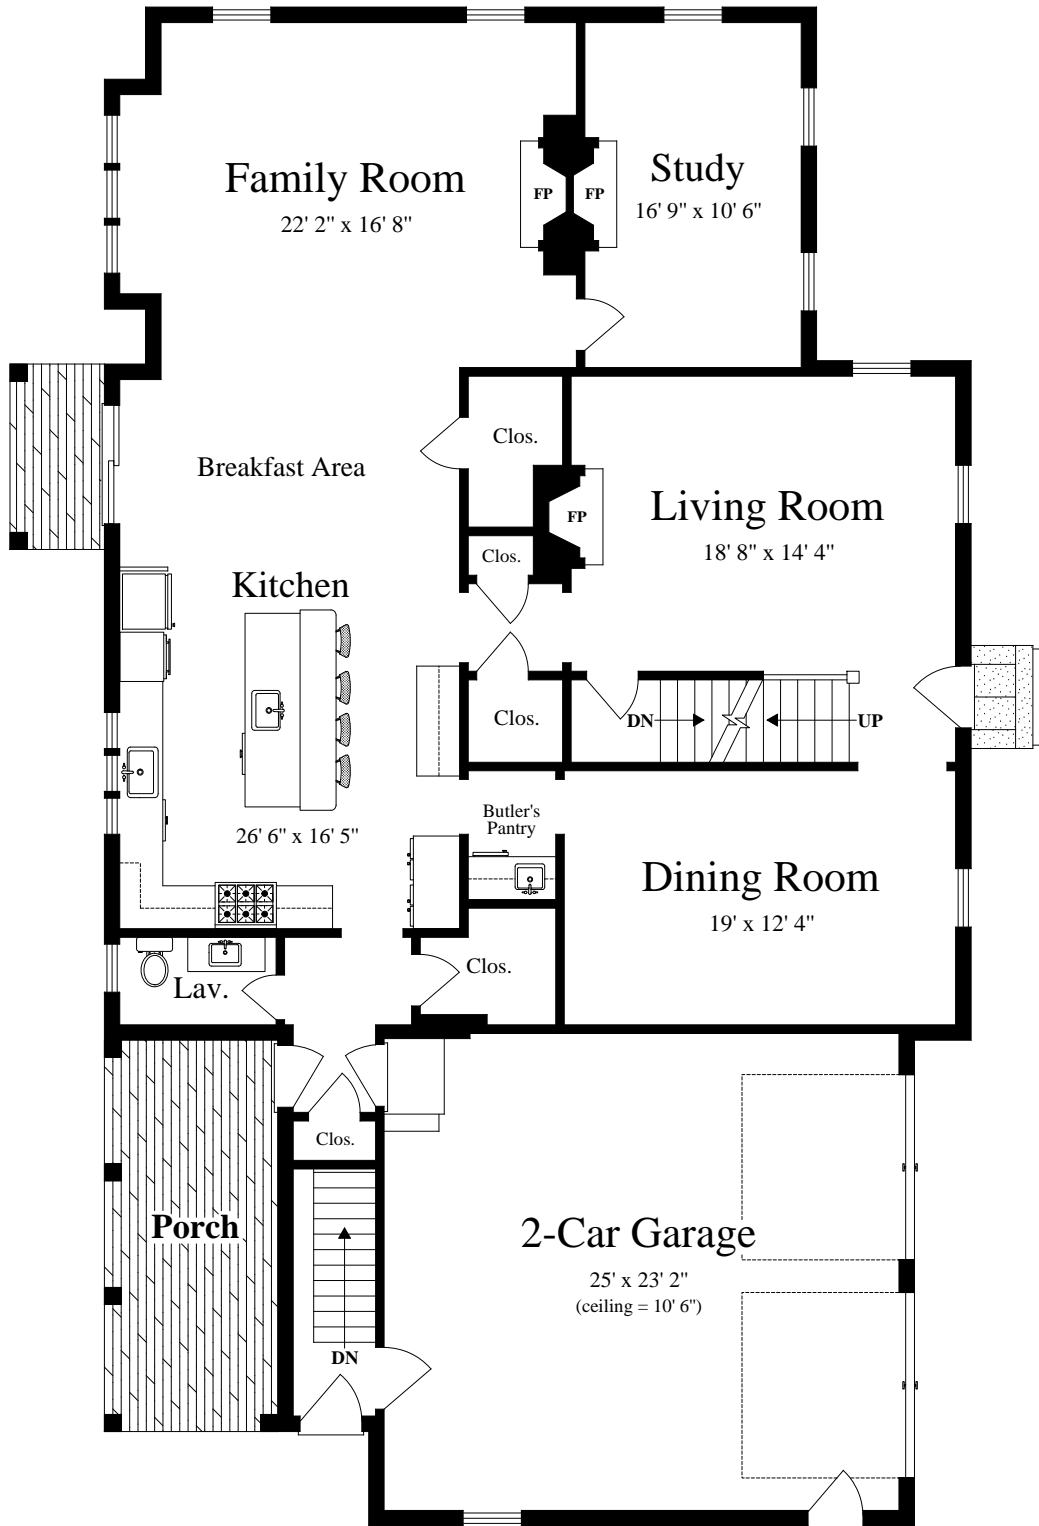 Family Room
22' 2" x 16' 8"
FP
FP
Study
16' 9" x 10' 6"
Clos.
Breakfast Area
Living Room
18' 8" x 14' 4"
FP
Clos.
Kitchen
Clos.
DN
UP
Butler's
Pantry
26' 6" x 16' 5"
Dining Room
19' x 12' 4"
Clos.
Lav.
Clos.
Porch
2-Car Garage
25' x 23' 2"
(ceiling = 10' 6")
DN